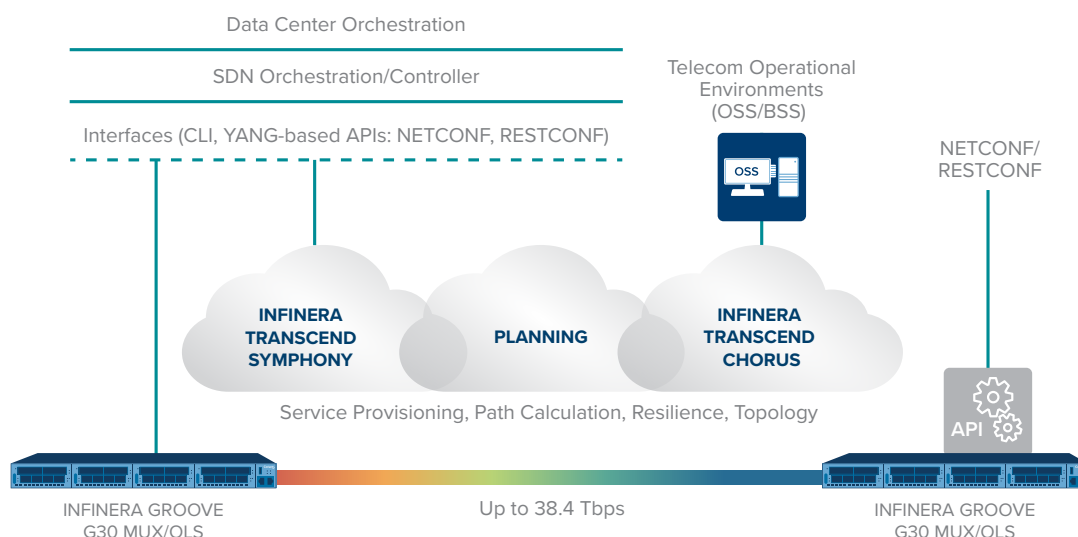 Data Center Orchestration
SDN Orchestration/Controller
Interfaces (CLI, YANG-based APIs: NETCONF, RESTCONF)
Telecom Operational
Environments
(OSS/BSS)
OSS
NETCONF/
RESTCONF
INFINERA
TRANSCEND
SYMPHONY
PLANNING
INFINERA
TRANSCEND
CHORUS
Service Provisioning, Path Calculation, Resilience, Topology
API
Up to 38.4 Tbps
INFINERA GROOVE
G30 MUX/OLS
INFINERA GROOVE
G30 MUX/OLS